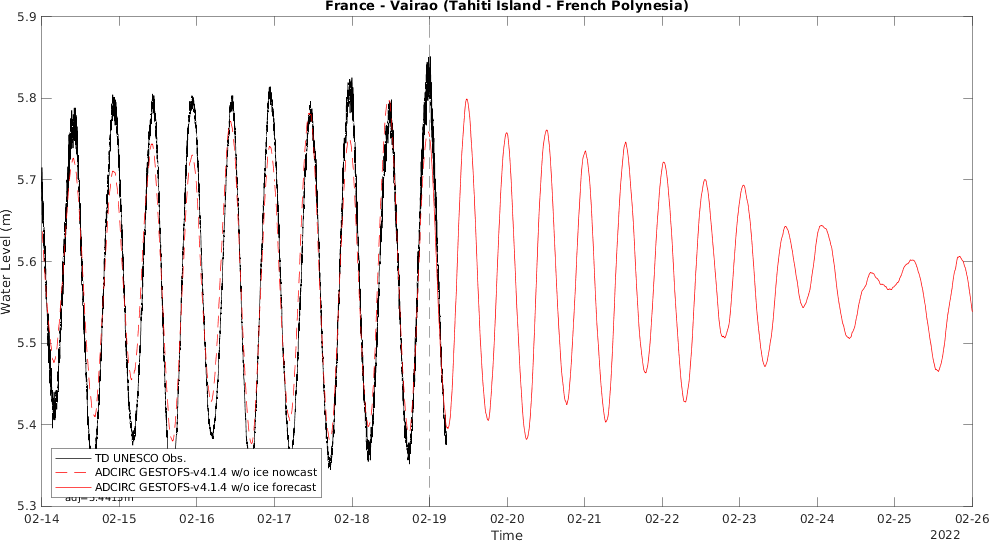 France - Vairao (Tahiti Island - French Polynesia)
5.9
5.8
5.7
5.6
5.5
5.4
5.3
Water Level (m)
TD UNESCO Obs.
ADCIRC GESTOFS-v4.1.4 w/o ice nowcast
ADCIRC GESTOFS-v4.1.4 w/o ice forecast
02-14 02-15 02-16 02-17 02-18 02-19 02-20 02-21 02-22 02-23 02-24 02-25 02-26
Time
2022